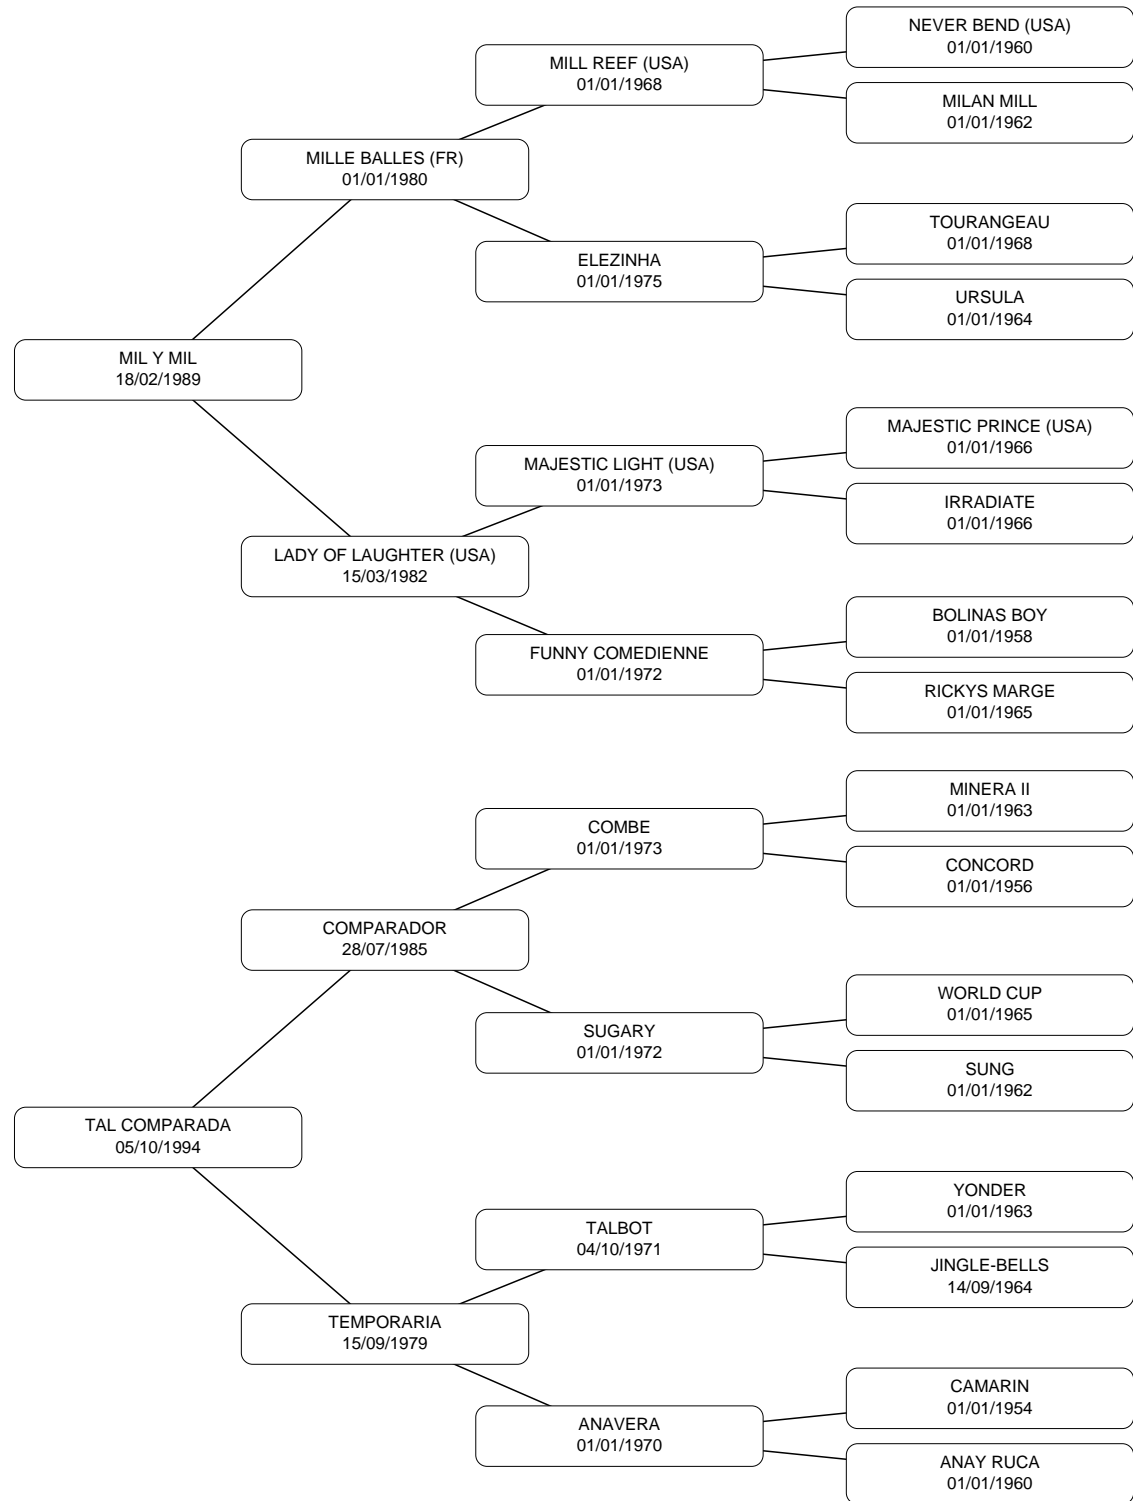 NEVER BEND (USA)
01/01/1960
MILL REEF (USA)
01/01/1968
MILAN MILL
01/01/1962
MILLE BALLES (FR)
01/01/1980
TOURANGEAU
01/01/1968
ELEZINHA
01/01/1975
URSULA
01/01/1964
MIL Y MIL
18/02/1989
MAJESTIC PRINCE (USA)
01/01/1966
MAJESTIC LIGHT (USA)
01/01/1973
IRRADIATE
01/01/1966
LADY OF LAUGHTER (USA)
15/03/1982
BOLINAS BOY
01/01/1958
FUNNY COMEDIENNE
01/01/1972
RICKYS MARGE
01/01/1965
MINERA II
01/01/1963
COMBE
01/01/1973
CONCORD
01/01/1956
COMPARADOR
28/07/1985
WORLD CUP
01/01/1965
SUGARY
01/01/1972
SUNG
01/01/1962
TAL COMPARADA
05/10/1994
YONDER
01/01/1963
TALBOT
04/10/1971
JINGLE-BELLS
14/09/1964
TEMPORARIA
15/09/1979
CAMARIN
01/01/1954
ANAVERA
01/01/1970
ANAY RUCA
01/01/1960